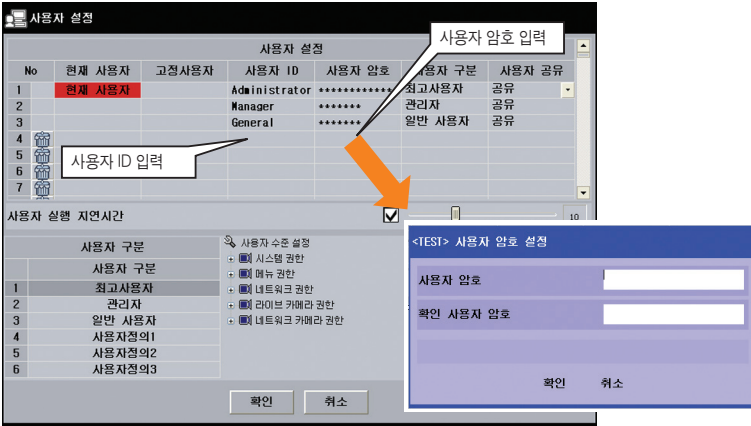 사용자 설정
사용자 암호 입력
사용자 설정
No 현재 사용자 고정사용자 사용자 ID 사용자 암호 사용자 구분 사용자 공유
1 현재 사용자 Administrator ************ 최고사용자 공유
2 Manager ******* 관리자 공유
3 General ******* 일반 사용자 공유
4
5
6
7
사용자 ID 입력
사용자 실행 지연시간 10
사용자 구분
사용자 구분
1 최고사용자
2 관리자
3 일반 사용자
4 사용자정의1
5 사용자정의2
6 사용자정의3
사용자 수준 설정
시스템 권한
메뉴 권한
네트워크 권한
라이브 카메라 권한
네트워크 카메라 권한
확인 취소
<TEST> 사용자 암호 설정
사용자 암호
확인 사용자 암호
확인 취소